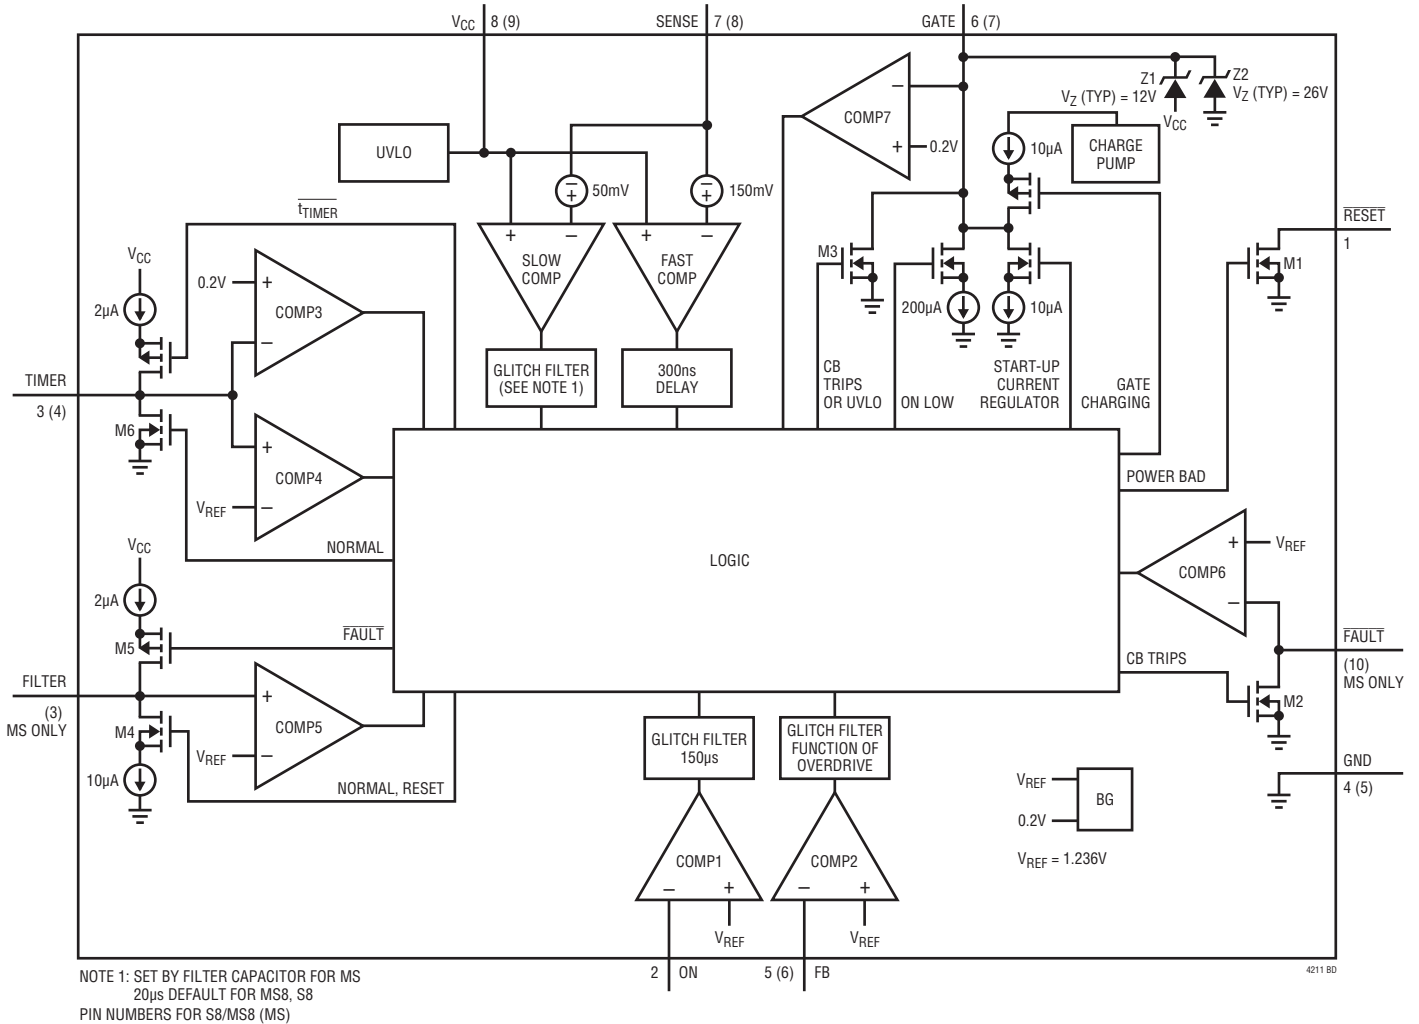 VCC 8 (9)
SENSE 7 (8)
GATE 6 (7)
Z1
VZ (TYP) = 12V
VCC
Z2
VZ (TYP) = 26V
COMP7
−
+
0.2V
10µA
CHARGE
PUMP
UVLO
−
+
50mV
−
+
150mV
tTIMER
RESET
1
VCC
2µA
0.2V
+
−
COMP3
+ −
SLOW
COMP
+ −
FAST
COMP
M3
200µA
10µA
M1
GLITCH FILTER
(SEE NOTE 1)
300ns
DELAY
CB
TRIPS
OR UVLO
ON LOW
START-UP
CURRENT
REGULATOR
GATE
CHARGING
TIMER
3 (4)
M6
+
−
COMP4
VREF
NORMAL
POWER BAD
LOGIC
+
−
COMP6
VREF
VCC
2µA
M5
FAULT
CB TRIPS
FAULT
(10)
MS ONLY
M2
FILTER
(3)
MS ONLY
M4
10µA
+
−
COMP5
VREF
NORMAL, RESET
GLITCH FILTER
150µs
GLITCH FILTER
FUNCTION OF
OVERDRIVE
COMP1
− +
COMP2
− +
VREF
VREF
VREF
0.2V
BG
VREF = 1.236V
GND
4 (5)
2 ON
5 (6) FB
4211 BD
NOTE 1: SET BY FILTER CAPACITOR FOR MS
20µs DEFAULT FOR MS8, S8
PIN NUMBERS FOR S8/MS8 (MS)